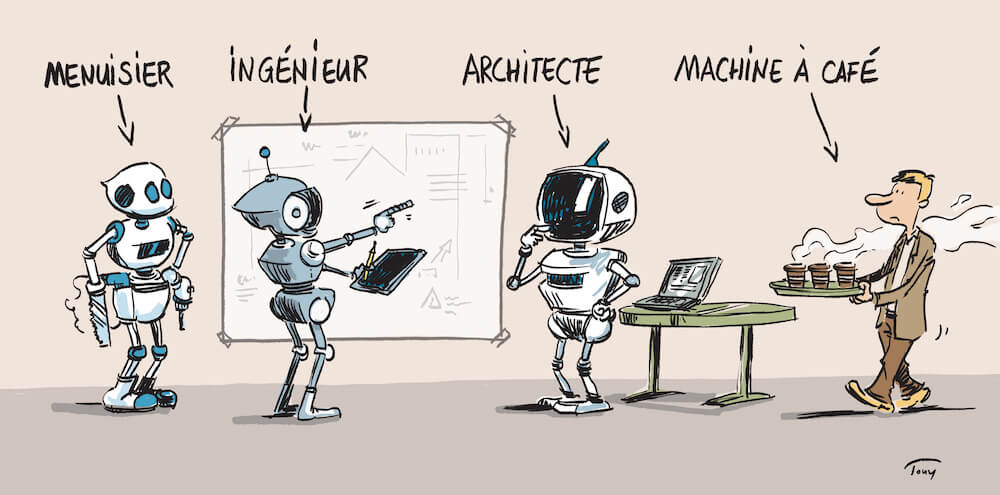 MENUISIER
INGÉNIEUR
ARCHITECTE
MACHINE À CAFÉ
Tony